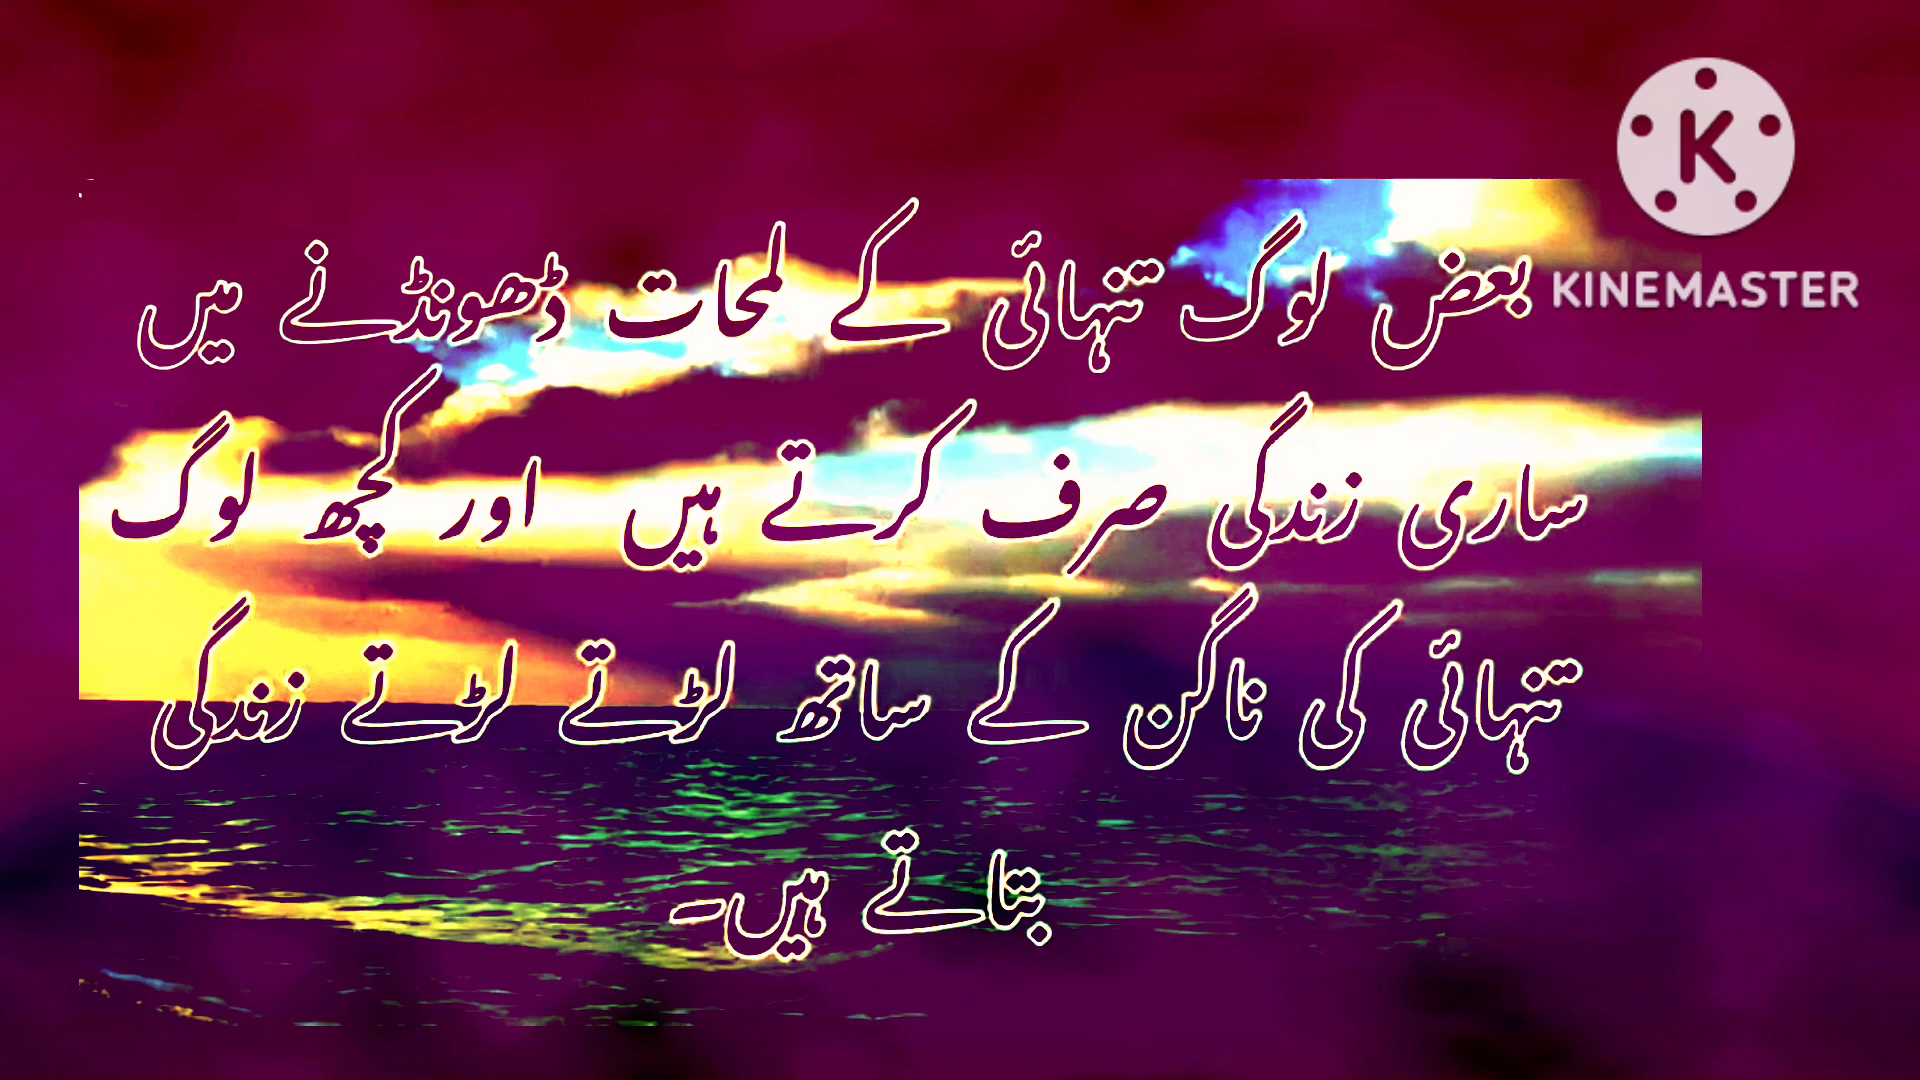 KINEMASTER
بعض لوگ تنہائی کے لمحات ڈھونڈنے میں
ساری زندگی صرف کرتے ہیں اور کچھ لوگ
تنہائی کی ناگن کے ساتھ لڑتے لڑتے زندگی
بتاتے ہیں۔